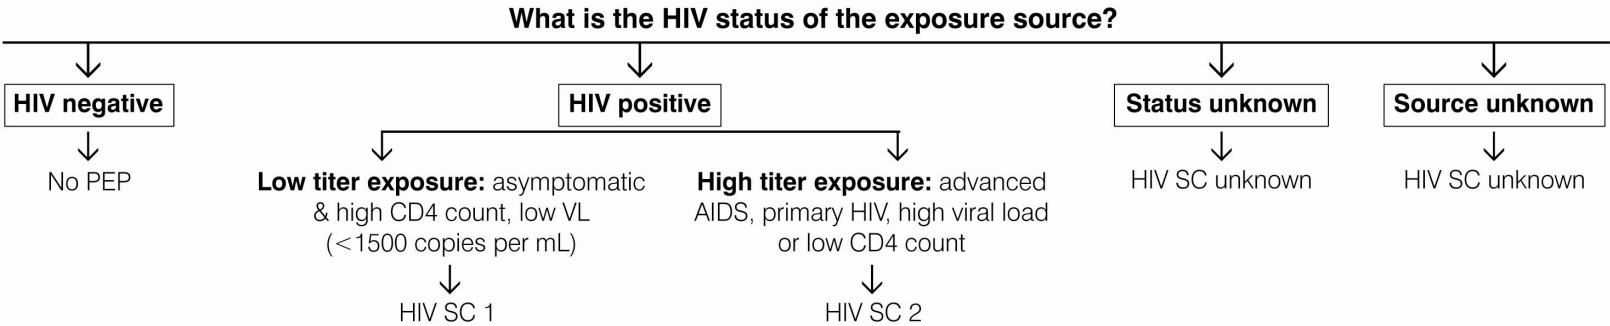 What is the HIV status of the exposure source?
HIV negative
No PEP
HIV positive
Low titer exposure: asymptomatic
& high CD4 count, low VL
(<1500 copies per mL)
HIV SC 1
High titer exposure: advanced
AIDS, primary HIV, high viral load
or low CD4 count
HIV SC 2
Status unknown
HIV SC unknown
Source unknown
HIV SC unknown